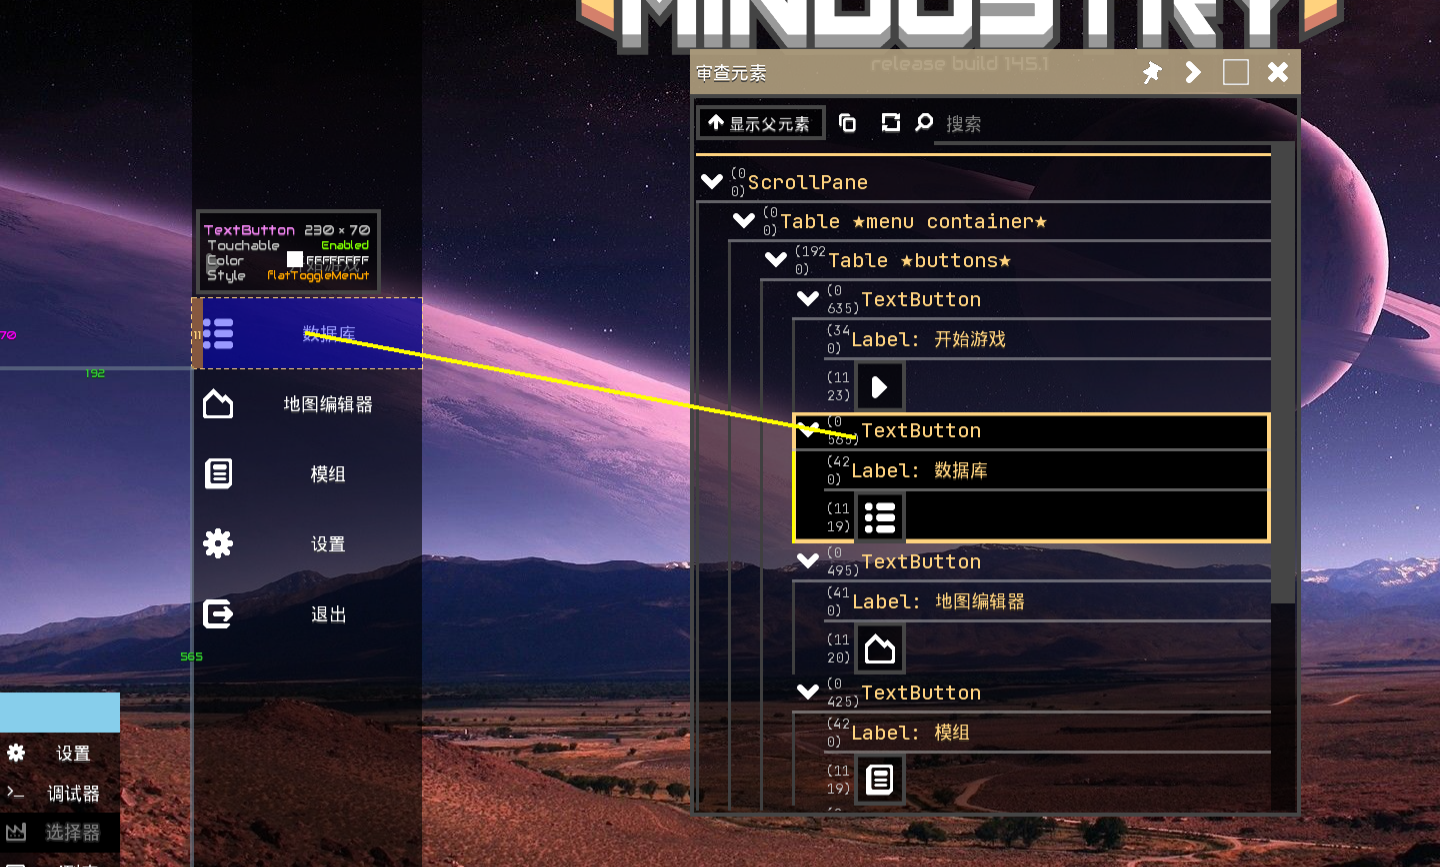 MINDUSTRY
release build 145.1
审查元素
显示父元素
搜索
(0
0)ScrollPane
(0
0)Table ★menu container★
(192
0)Table ★buttons★
(0
635)TextButton
(34
0)Label: 开始游戏
(11
23)
(0
565)TextButton
(42
0)Label: 数据库
(11
19)
(0
495)TextButton
(41
0)Label: 地图编辑器
(11
20)
(0
425)TextButton
(42
0)Label: 模组
(11
19)
TextButton 230×70
Touchable Enabled
Color FFFFFFFF
Style flatToggleMenut
开始游戏
数据库
地图编辑器
模组
设置
退出
70
11
192
565
设置
调试器
选择器